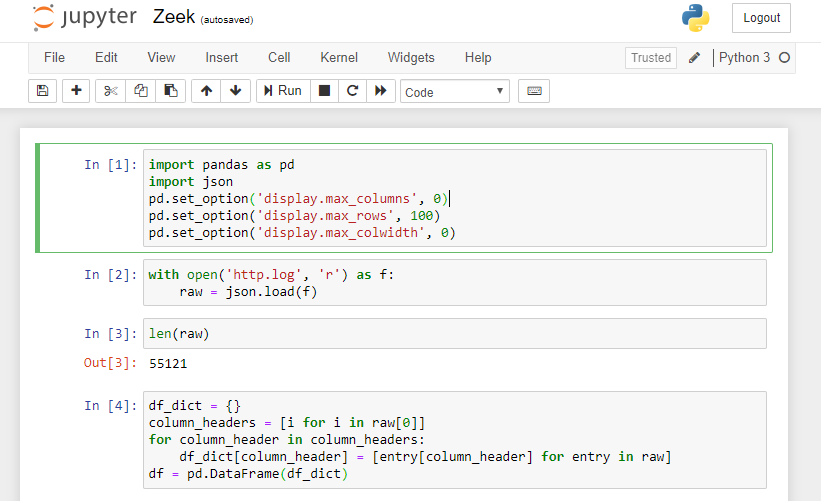 jupyter Zeek (autosaved)
Logout
File Edit View Insert Cell Kernel Widgets Help
Trusted
Python 3
Run
Code
In [1]: import pandas as pd
import json
pd.set_option('display.max_columns', 0)
pd.set_option('display.max_rows', 100)
pd.set_option('display.max_colwidth', 0)
In [2]: with open('http.log', 'r') as f:
    raw = json.load(f)
In [3]: len(raw)
Out[3]: 55121
In [4]: df_dict = {}
column_headers = [i for i in raw[0]]
for column_header in column_headers:
    df_dict[column_header] = [entry[column_header] for entry in raw]
df = pd.DataFrame(df_dict)